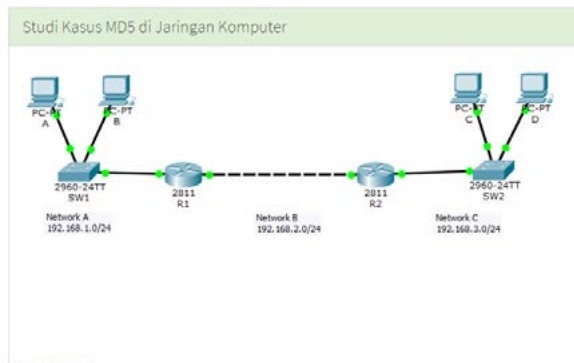 Studi Kasus MD5 di Jaringan Komputer
PC-PT
A
PC-PT
B
PC-PT
C
PC-PT
D
2960-24TT
SW1
2811
R1
2811
R2
2960-24TT
SW2
Network A
192.168.1.0/24
Network B
192.168.2.0/24
Network C
192.168.3.0/24